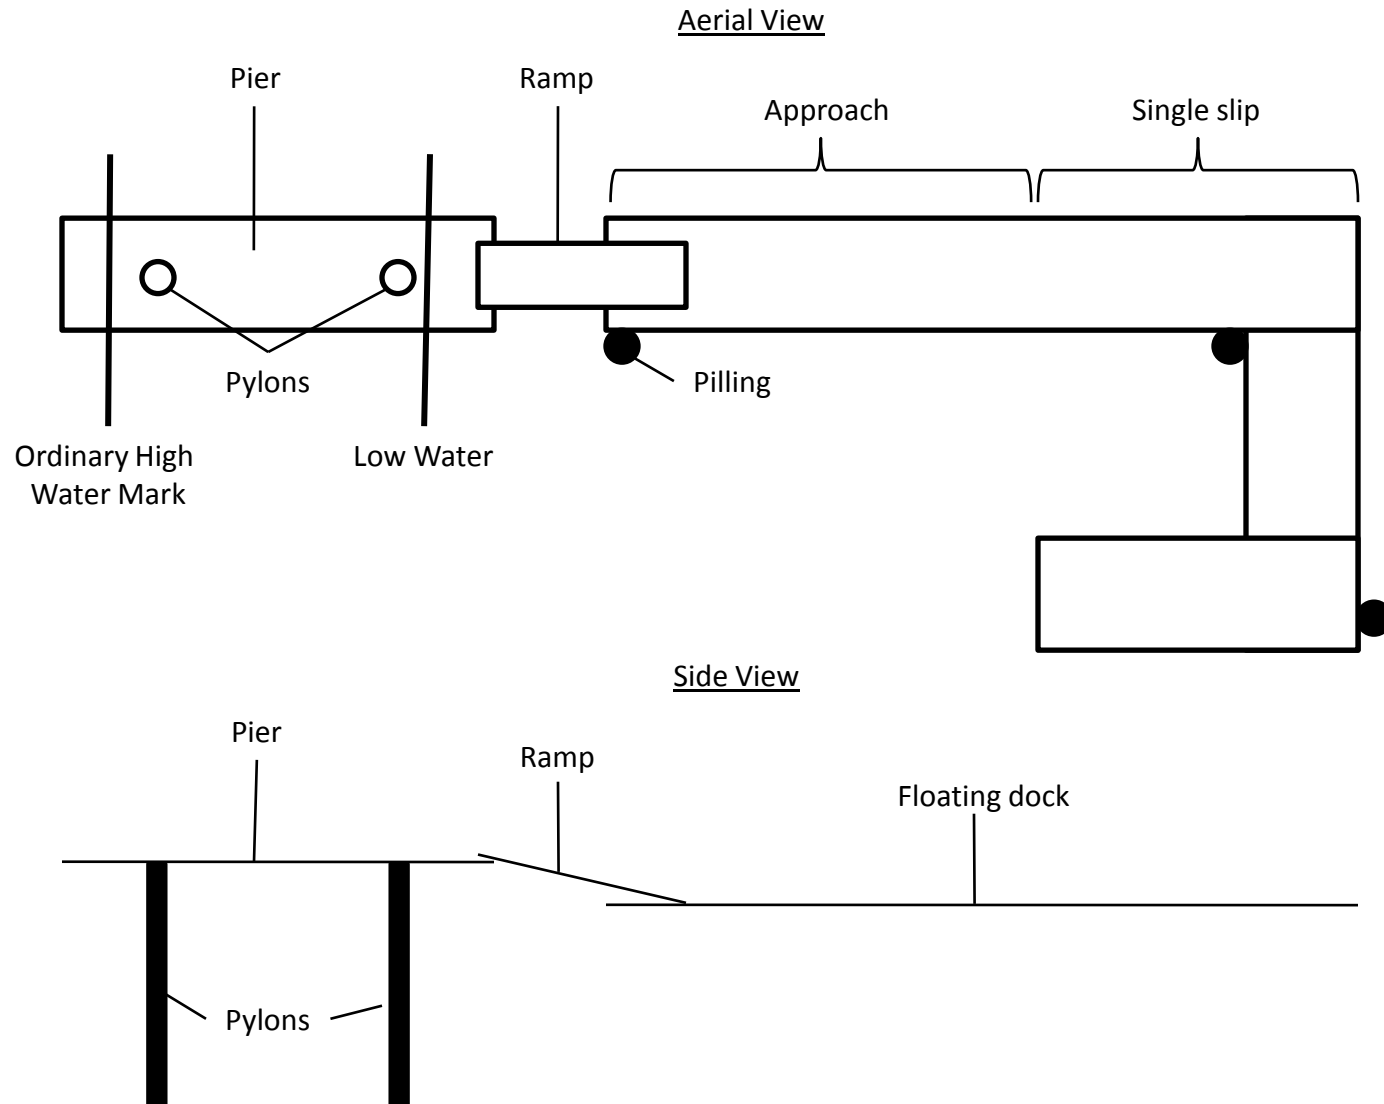 Aerial View
Pier
Ramp
Approach
Single slip
Pylons
Pilling
Ordinary High
Water Mark
Low Water
Side View
Pier
Ramp
Floating dock
Pylons